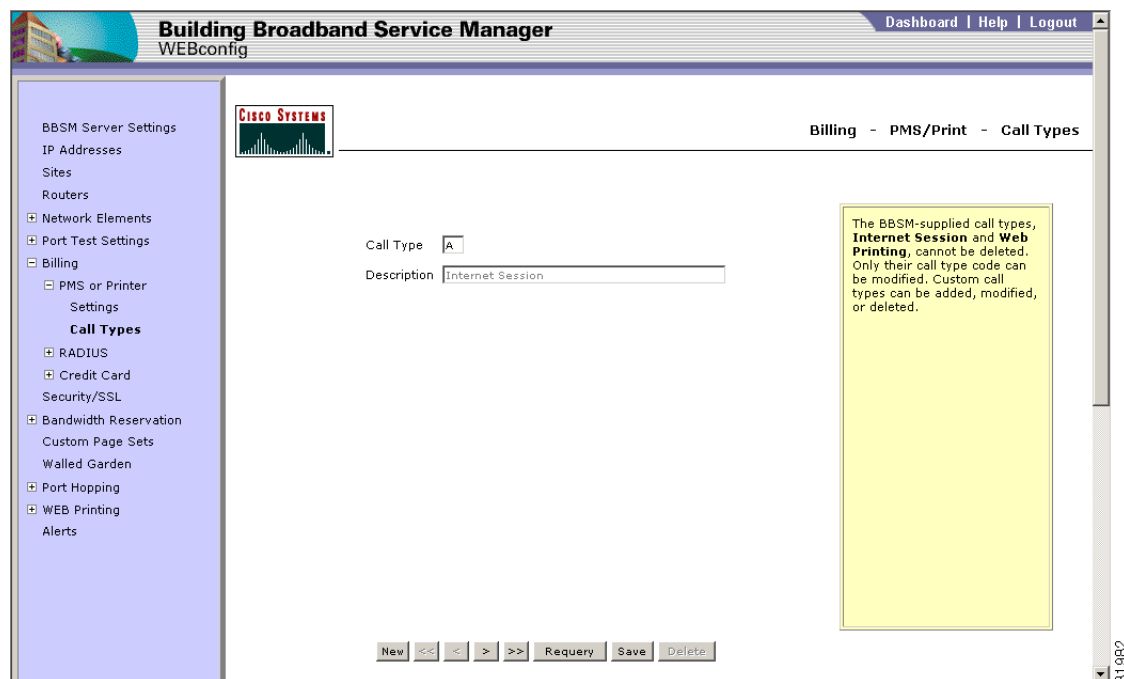 Building Broadband Service Manager
WEBconfig
Dashboard | Help | Logout
BBSM Server Settings
IP Addresses
Sites
Routers
Network Elements
Port Test Settings
Billing
PMS or Printer
Settings
Call Types
RADIUS
Credit Card
Security/SSL
Bandwidth Reservation
Custom Page Sets
Walled Garden
Port Hopping
WEB Printing
Alerts
CISCO SYSTEMS
Billing - PMS/Print - Call Types
Call Type A
Description Internet Session
The BBSM-supplied call types,
Internet Session and Web
Printing, cannot be deleted.
Only their call type code can
be modified. Custom call
types can be added, modified,
or deleted.
New << < > >> Requery Save Delete